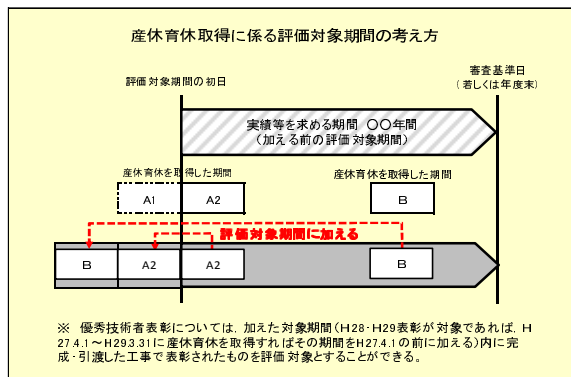 産休育休取得に係る評価対象期間の考え方
審査基準日
(若しくは年度末)
評価対象期間の初日
実績等を求める期間 〇〇年間
(加える前の評価対象期間)
産休育休を取得した期間
産休育休を取得した期間
A1
A2
B
評価対象期間に加える
B
A2
A2
B
※ 優秀技術者表彰については、加えた対象期間(H28・H29表彰が対象であれば、H
27.4.1~H29.3.31に産休育休を取得すればその期間をH27.4.1の前に加える)内に完
成・引渡した工事で表彰されたものを評価対象とすることができる。